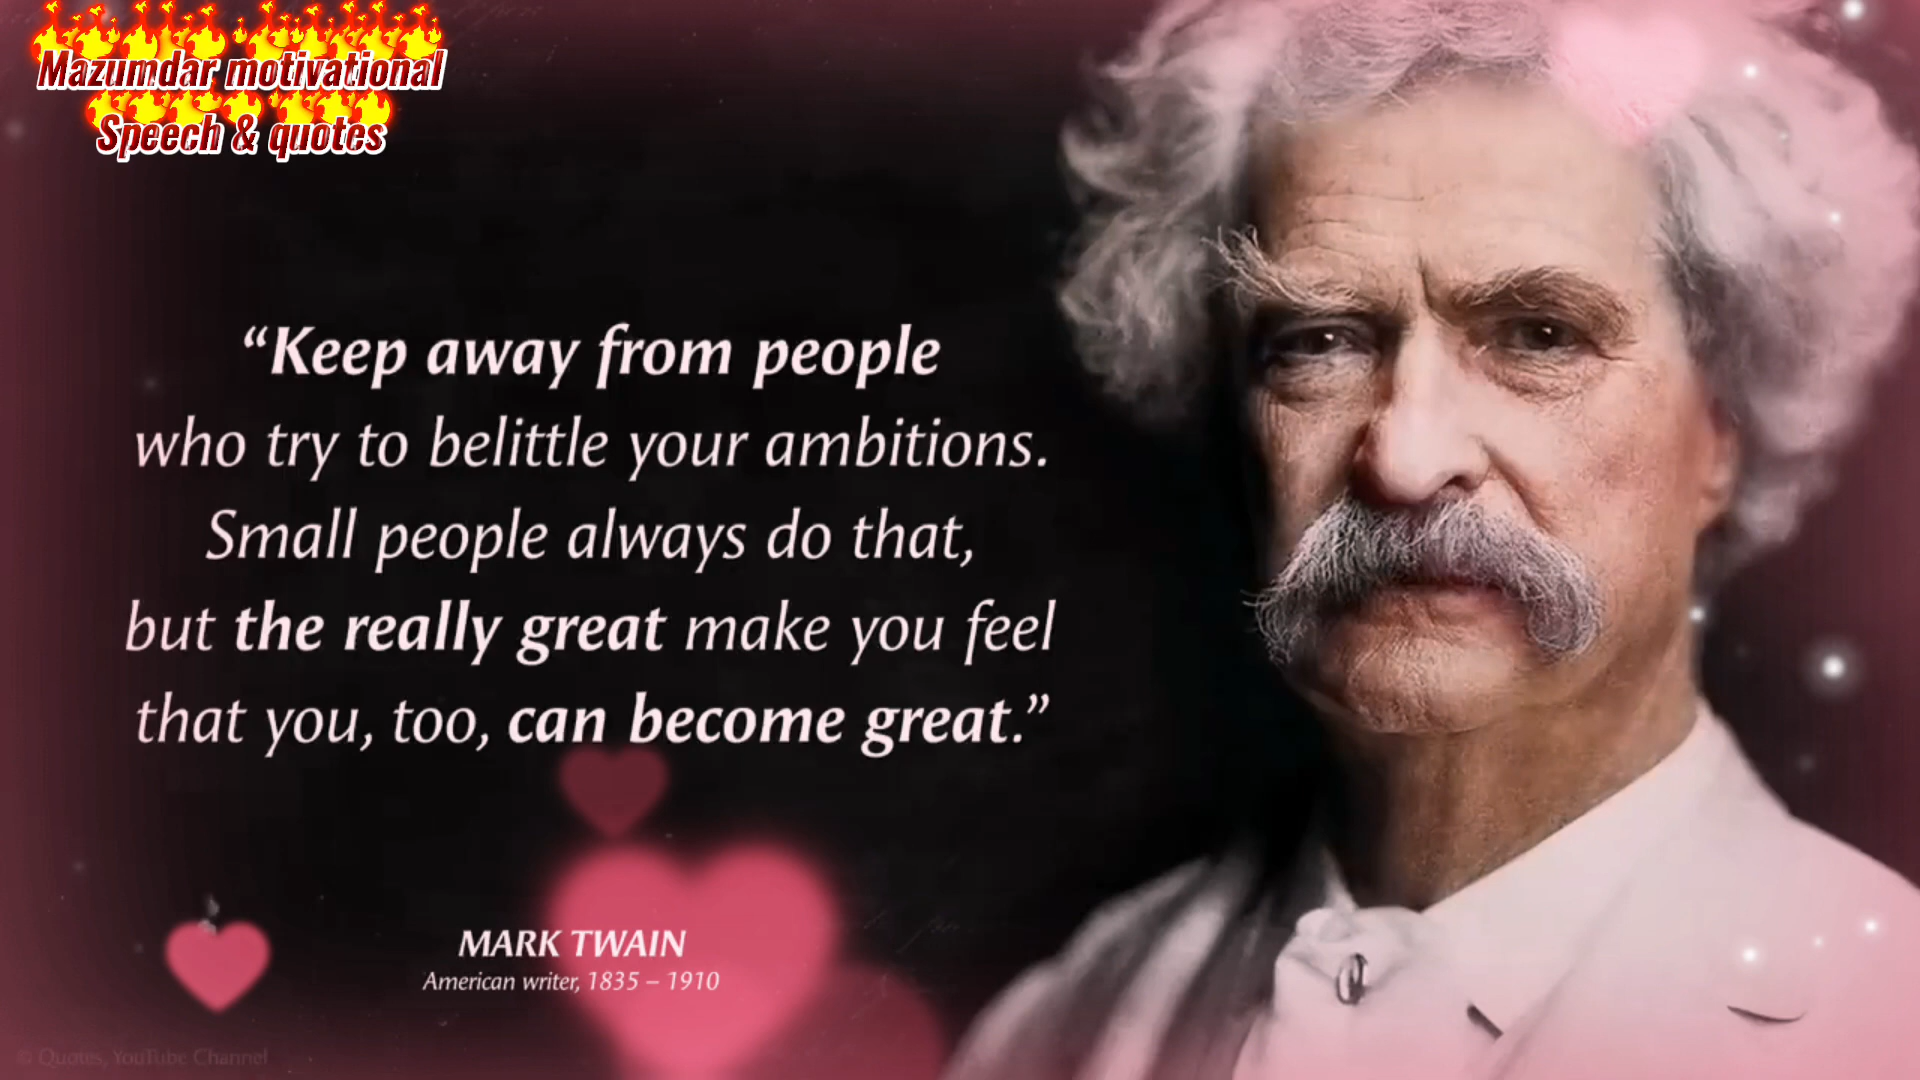 Mazumdar motivational
Speech & quotes
“Keep away from people
who try to belittle your ambitions.
Small people always do that,
but the really great make you feel
that you, too, can become great.”
MARK TWAIN
American writer, 1835 – 1910
© Quotes, YouTube Channel